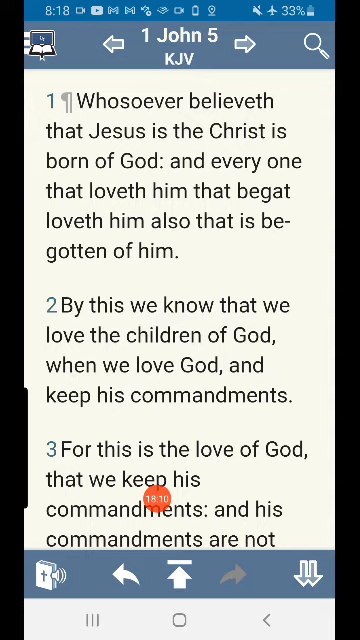 8:18
33%
1 John 5
KJV
1 ¶ Whosoever believeth
that Jesus is the Christ is
born of God: and every one
that loveth him that begat
loveth him also that is be-
gotten of him.
2 By this we know that we
love the children of God,
when we love God, and
keep his commandments.
3 For this is the love of God,
that we keep his
18:10
commandments: and his
commandments are not